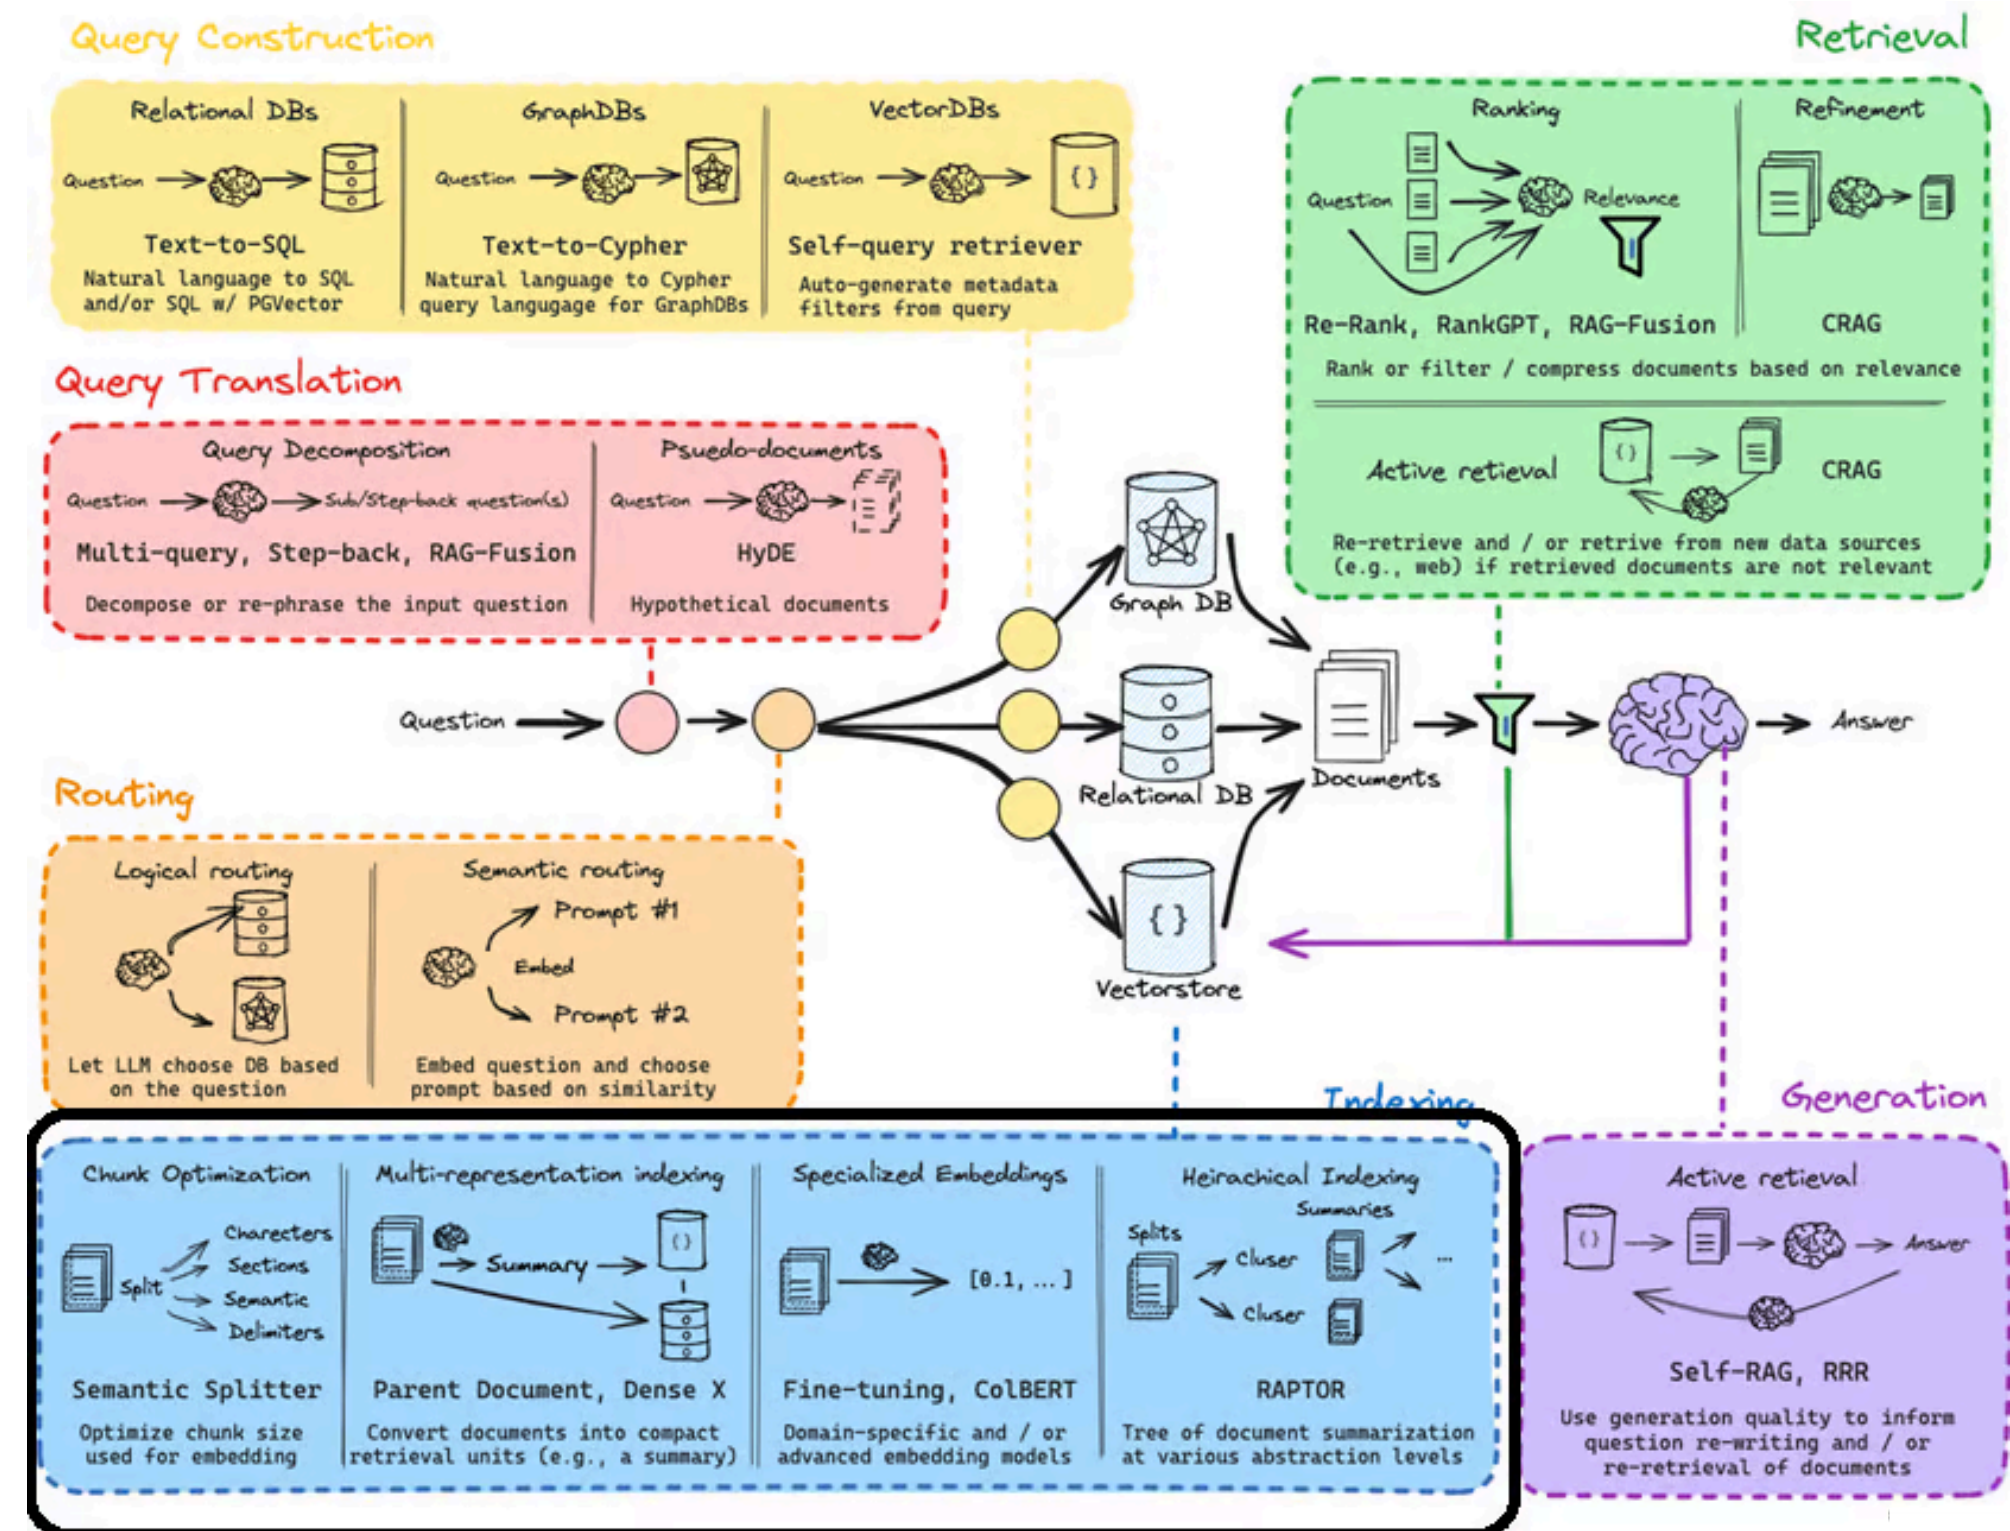 Query Construction
Relational DBs
Question
Text-to-SQL
Natural language to SQL
and/or SQL w/ PGVector
GraphDBs
Question
Text-to-Cypher
Natural language to Cypher
query langugage for GraphDBs
VectorDBs
Question
{}
Self-query retriever
Auto-generate metadata
filters from query
Retrieval
Ranking
Question
Relevance
Re-Rank, RankGPT, RAG-Fusion
Refinement
CRAG
Rank or filter / compress documents based on relevance
Active retieval
{}
CRAG
Re-retrieve and / or retrive from new data sources
(e.g., web) if retrieved documents are not relevant
Query Translation
Query Decomposition
Question
Sub/Step-back question(s)
Multi-query, Step-back, RAG-Fusion
Decompose or re-phrase the input question
Psuedo-documents
Question
HyDE
Hypothetical documents
Question
Graph DB
Relational DB
{}
Vectorstore
Documents
Answer
Routing
Logical routing
Let LLM choose DB based
on the question
Semantic routing
Prompt #1
Embed
Prompt #2
Embed question and choose
prompt based on similarity
Indexing
Chunk Optimization
Split
Charecters
Sections
Semantic
Delimiters
Semantic Splitter
Optimize chunk size
used for embedding
Multi-representation indexing
Summary
{}
Parent Document, Dense X
Convert documents into compact
retrieval units (e.g., a summary)
Specialized Embeddings
[0.1, ... ]
Fine-tuning, ColBERT
Domain-specific and / or
advanced embedding models
Heirachical Indexing
Summaries
Splits
Cluser
...
Cluser
RAPTOR
Tree of document summarization
at various abstraction levels
Generation
Active retieval
{}
Answer
Self-RAG, RRR
Use generation quality to inform
question re-writing and / or
re-retrieval of documents